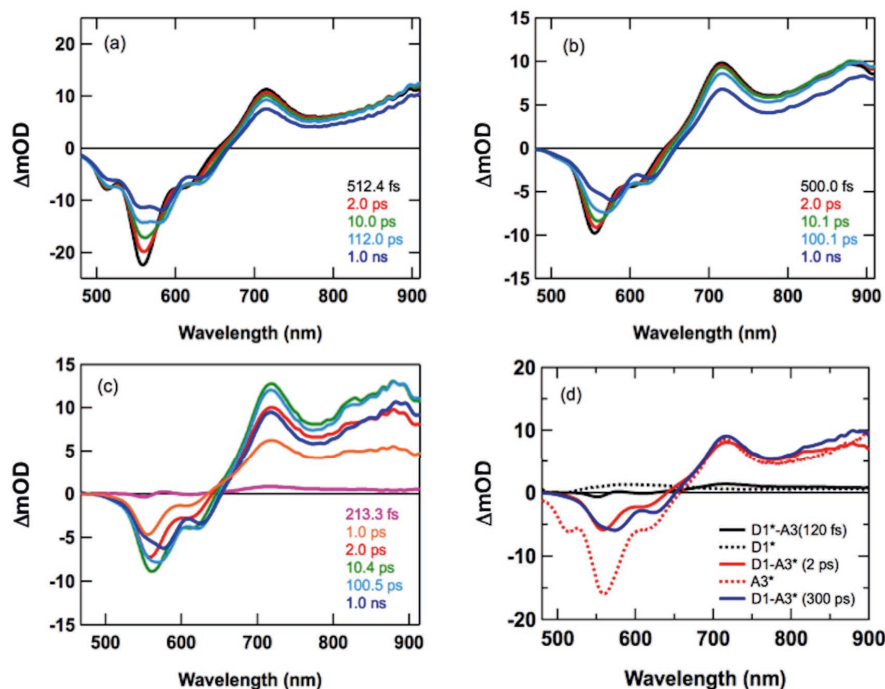 (a)
ΔmOD
20
10
0
-10
-20
512.4 fs
2.0 ps
10.0 ps
112.0 ps
1.0 ns
500 600 700 800 900
Wavelength (nm)
(b)
ΔmOD
15
10
5
0
-5
-10
-15
500.0 fs
2.0 ps
10.1 ps
100.1 ps
1.0 ns
500 600 700 800 900
Wavelength (nm)
(c)
ΔmOD
15
10
5
0
-5
-10
-15
213.3 fs
1.0 ps
2.0 ps
10.4 ps
100.5 ps
1.0 ns
500 600 700 800 900
Wavelength (nm)
(d)
ΔmOD
20
10
0
-10
-20
D1*-A3(120 fs)
D1*
D1-A3* (2 ps)
A3*
D1-A3* (300 ps)
500 600 700 800 900
Wavelength (nm)